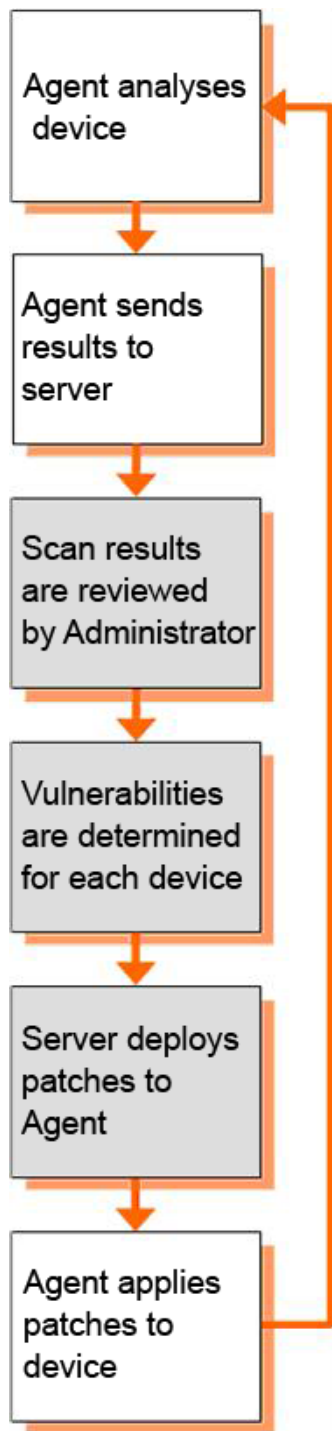 Agent analyses
device
Agent sends
results to
server
Scan results
are reviewed
by Administrator
Vulnerabilities
are determined
for each device
Server deploys
patches to
Agent
Agent applies
patches to
device